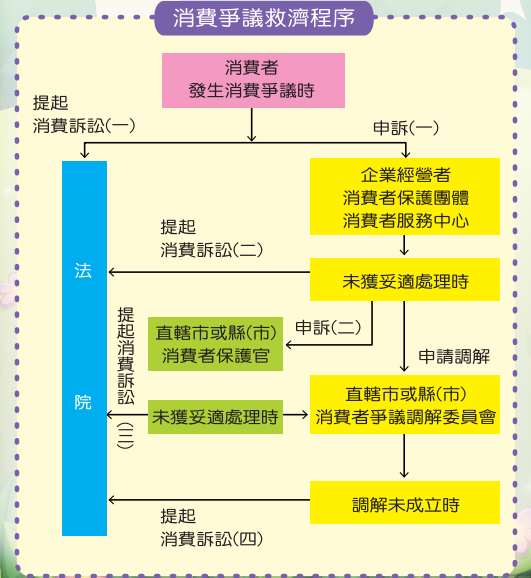 消費爭議救濟程序
消費者
發生消費爭議時
提起
消費訴訟(一)
申訴(一)
企業經營者
消費者保護團體
消費者服務中心
提起
消費訴訟(二)
未獲妥適處理時
法院
提起消費訴訟(三)
直轄市或縣(市)
消費者保護官
申訴(二)
申請調解
未獲妥適處理時
直轄市或縣(市)
消費者爭議調解委員會
調解未成立時
提起
消費訴訟(四)